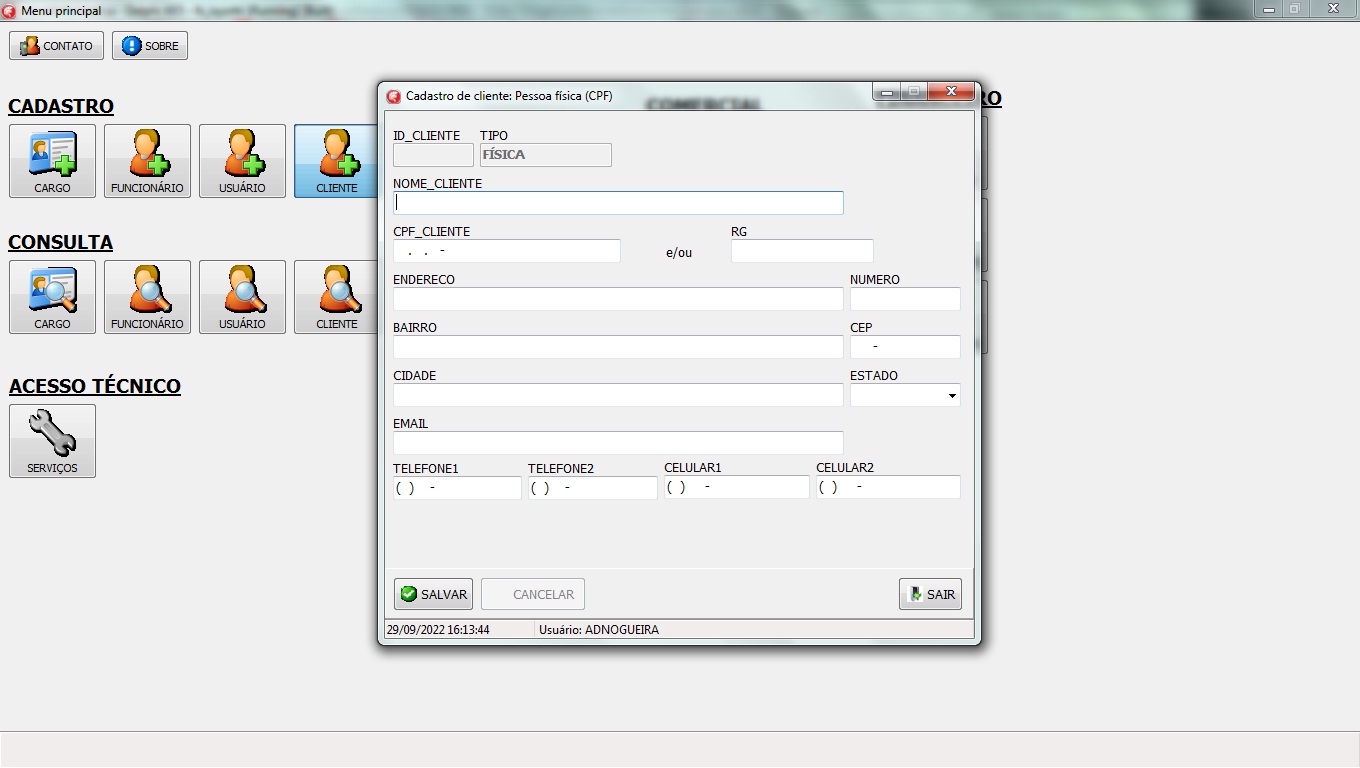 Menu principal
CONTATO SOBRE
CADASTRO
CARGO FUNCIONÁRIO USUÁRIO CLIENTE
CONSULTA
CARGO FUNCIONÁRIO USUÁRIO CLIENTE
ACESSO TÉCNICO
SERVIÇOS
COMERCIAL
Cadastro de cliente: Pessoa física (CPF)
ID_CLIENTE TIPO
FÍSICA
NOME_CLIENTE
CPF_CLIENTE RG
. . - e/ou
ENDERECO NUMERO
BAIRRO CEP
-
CIDADE ESTADO
EMAIL
TELEFONE1 TELEFONE2 CELULAR1 CELULAR2
( ) - ( ) - ( ) - ( ) -
SALVAR CANCELAR SAIR
29/09/2022 16:13:44 Usuário: ADNOGUEIRA